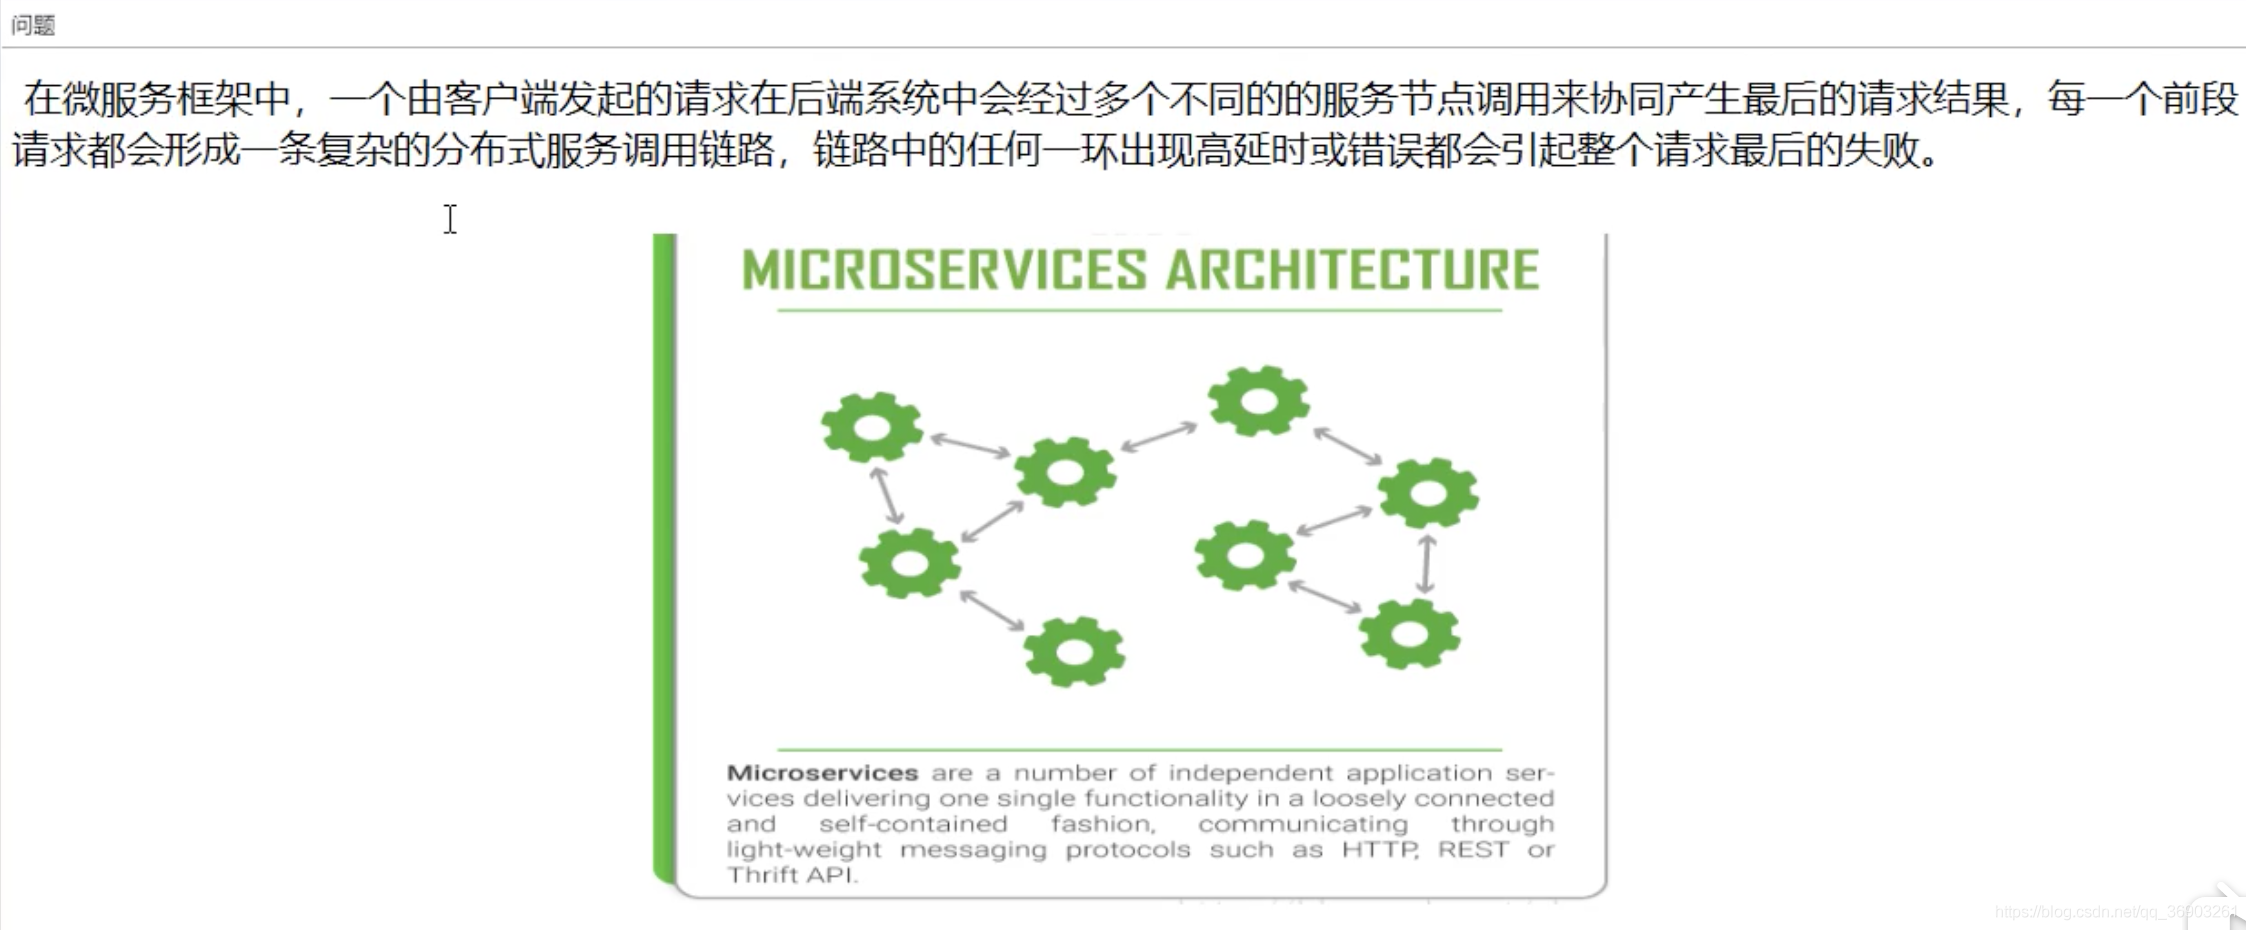 问题
在微服务框架中，一个由客户端发起的请求在后端系统中会经过多个不同的的服务节点调用来协同产生最后的请求结果，每一个前段
请求都会形成一条复杂的分布式服务调用链路，链路中的任何一环出现高延时或错误都会引起整个请求最后的失败。
MICROSERVICES ARCHITECTURE
Microservices are a number of independent application ser-
vices delivering one single functionality in a loosely connected
and self-contained fashion, communicating through
light-weight messaging protocols such as HTTP, REST or
Thrift API.
https://blog.csdn.net/qq_36903261